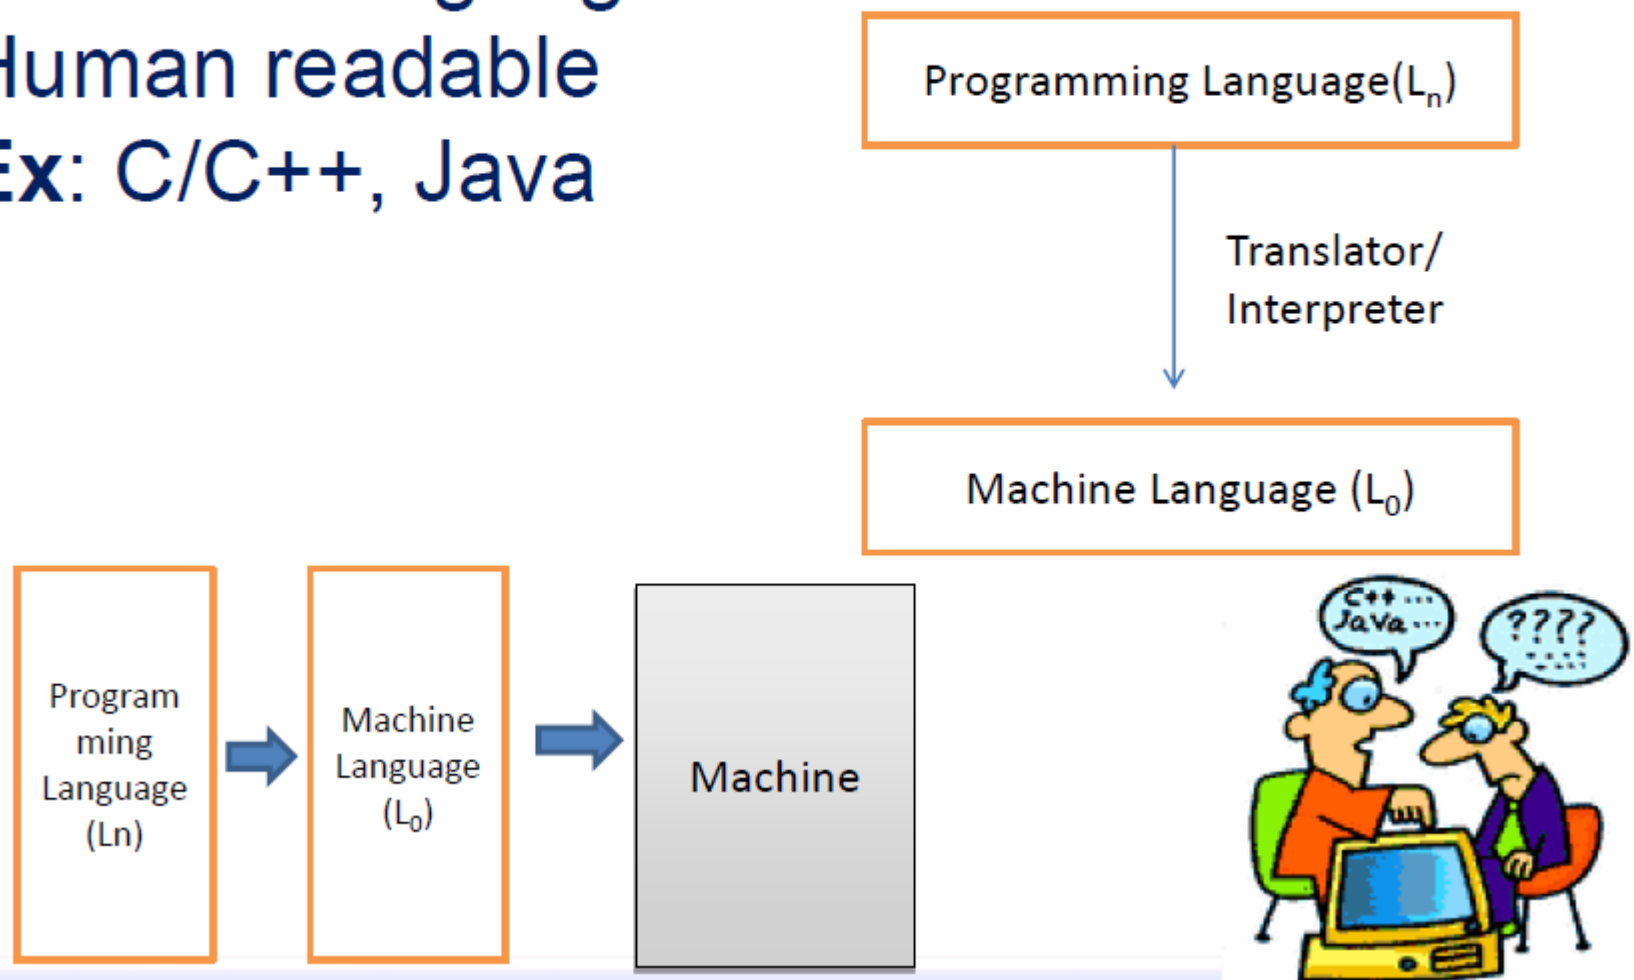 Human readable
Ex: C/C++, Java
Programming Language(Ln)
Translator/
Interpreter
Machine Language (L0)
Program
ming
Language
(Ln)
Machine
Language
(L0)
Machine
C++ ...
Java ...
????